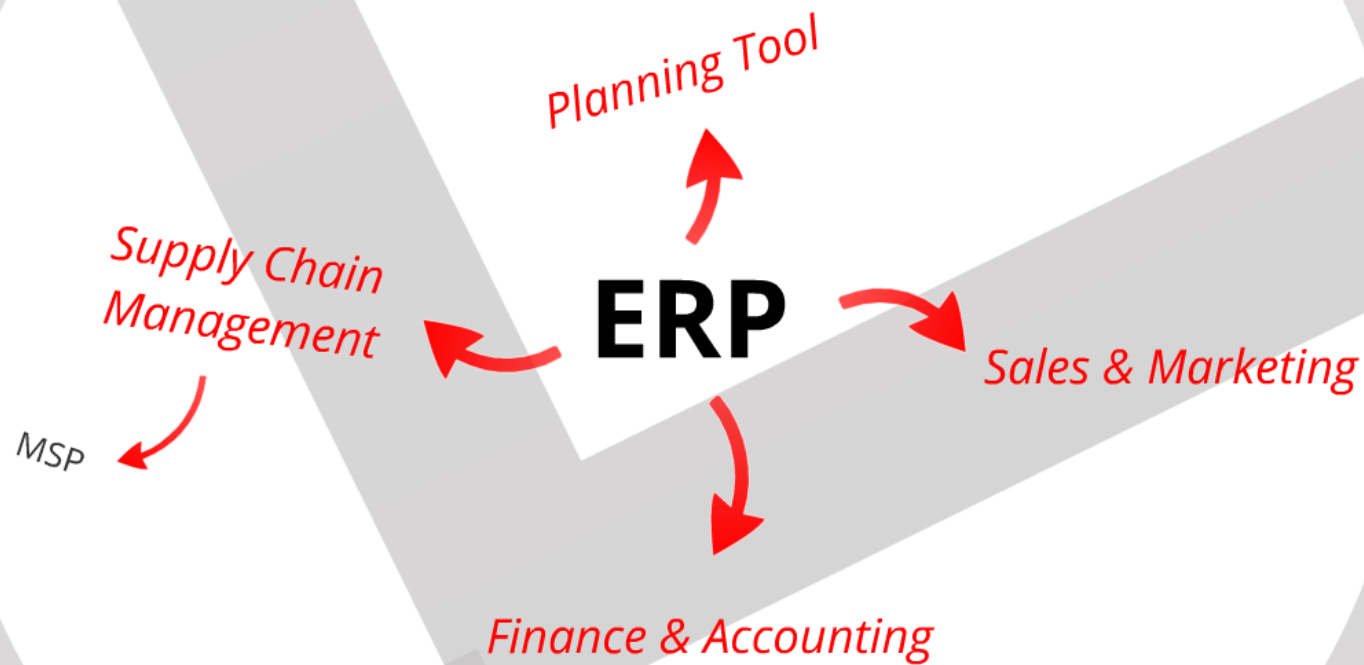 Planning Tool
Supply Chain
Management
ERP
Sales & Marketing
MSP
Finance & Accounting